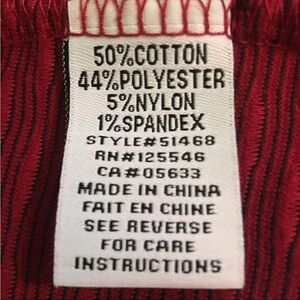 50%COTTON
44%POLYESTER
5%NYLON
1%SPANDEX
STYLE#51468
RN#125546
CA#05633
MADE IN CHINA
FAIT EN CHINE
SEE REVERSE
FOR CARE
INSTRUCTIONS